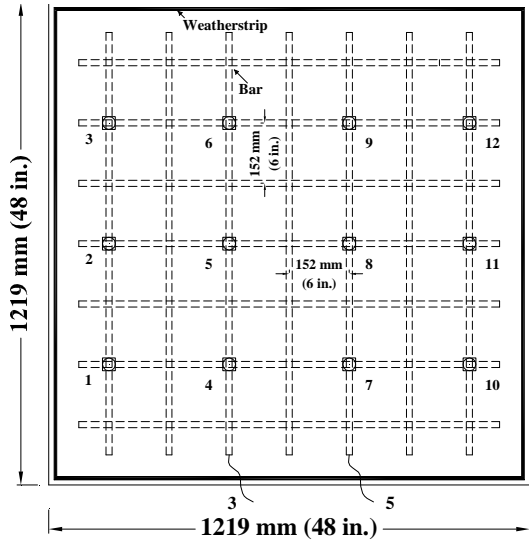 Weatherstrip
Bar
3
6
9
12
152 mm
(6 in.)
2
5
8
11
152 mm
(6 in.)
1
4
7
10
3
5
1219 mm (48 in.)
1219 mm (48 in.)